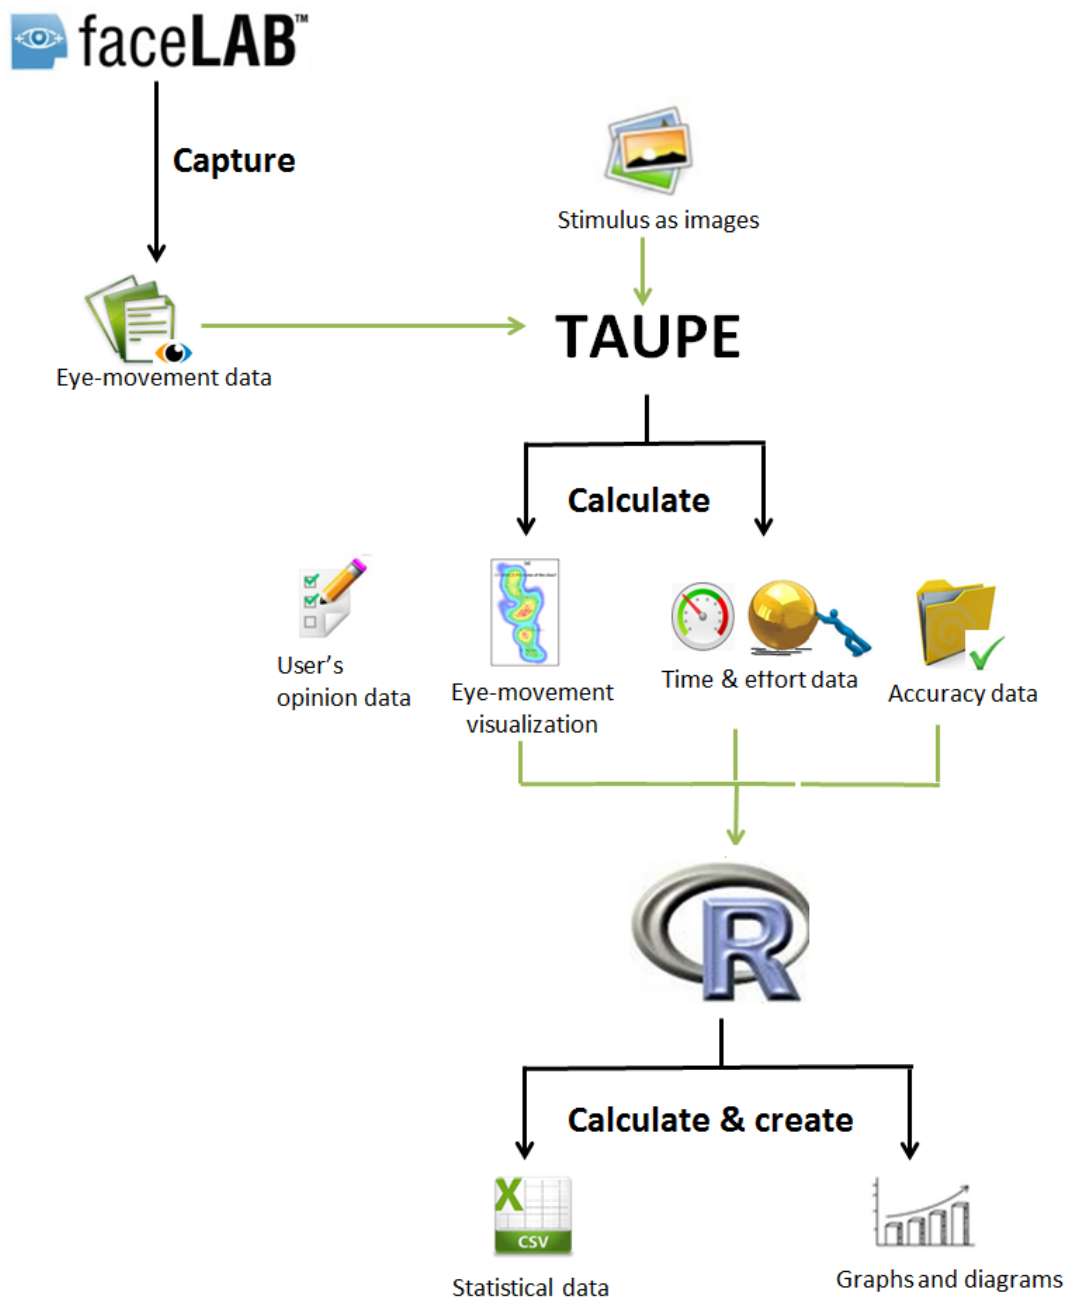 faceLAB™
Capture
Stimulus as images
TAUPE
Eye-movement data
Calculate
User's
opinion data
Eye-movement
visualization
Time & effort data
Accuracy data
R
Calculate & create
X
CSV
Statistical data
Graphs and diagrams